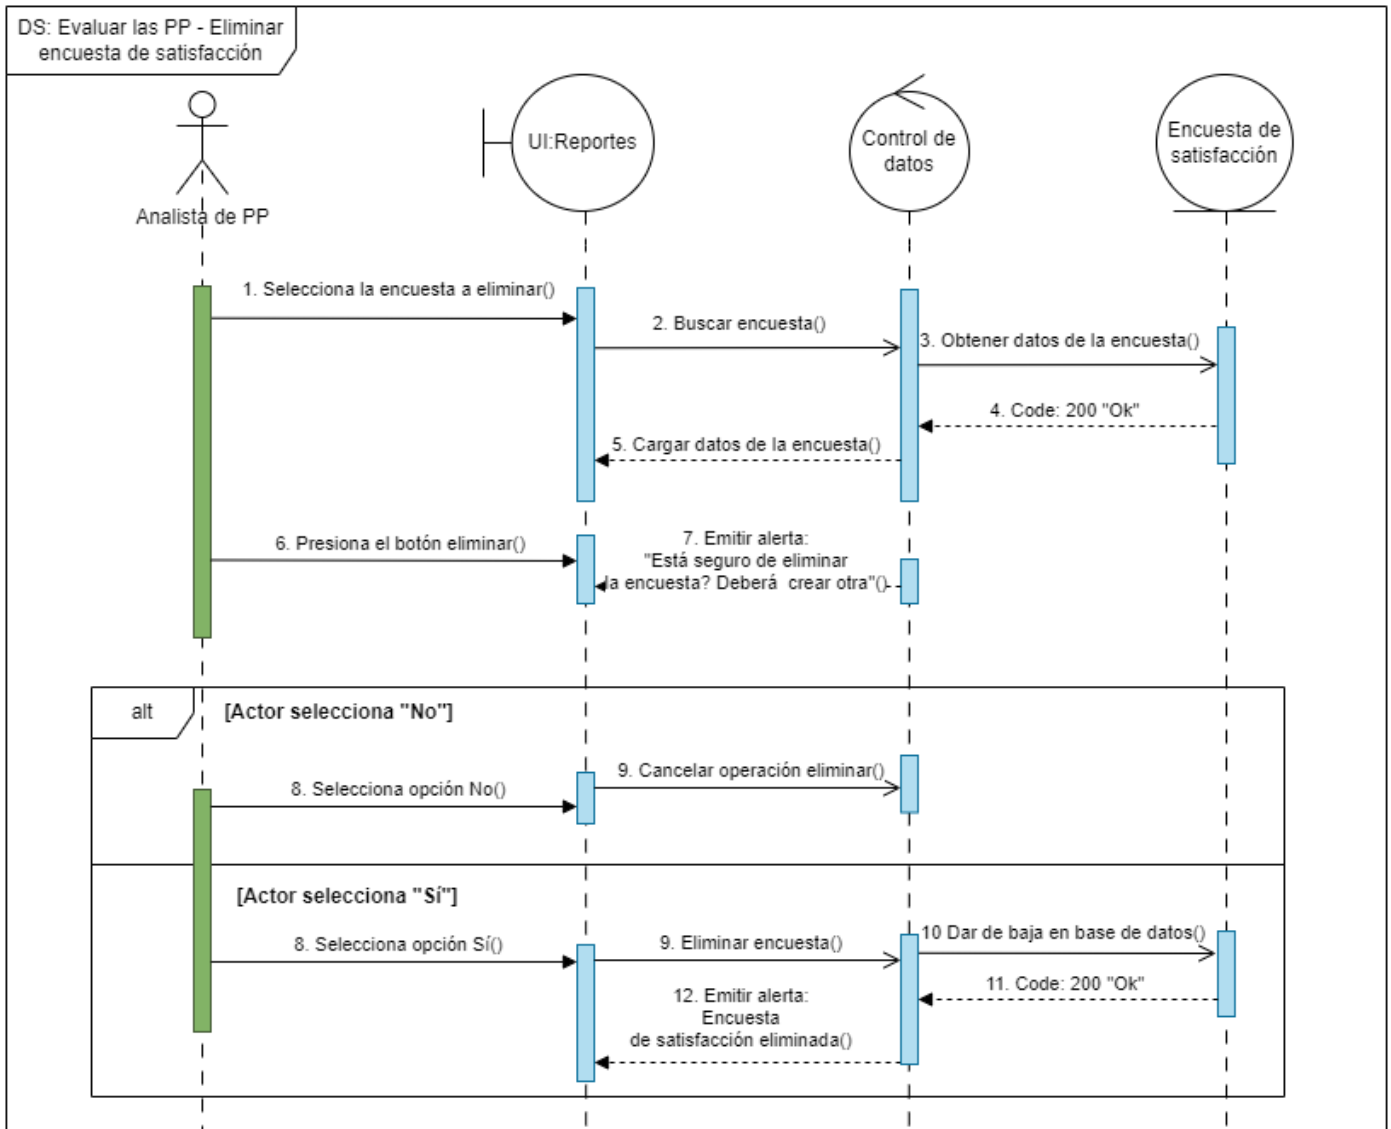 DS: Evaluar las PP - Eliminar
encuesta de satisfacción
UI:Reportes
Control de
datos
Encuesta de
satisfacción
Analista de PP
1. Selecciona la encuesta a eliminar()
2. Buscar encuesta()
3. Obtener datos de la encuesta()
4. Code: 200 "Ok"
5. Cargar datos de la encuesta()
6. Presiona el botón eliminar()
7. Emitir alerta:
"Está seguro de eliminar
la encuesta? Deberá  crear otra"()
alt
[Actor selecciona "No"]
8. Selecciona opción No()
9. Cancelar operación eliminar()
[Actor selecciona "Sí"]
8. Selecciona opción Sí()
9. Eliminar encuesta()
10 Dar de baja en base de datos()
11. Code: 200 "Ok"
12. Emitir alerta:
Encuesta
de satisfacción eliminada()